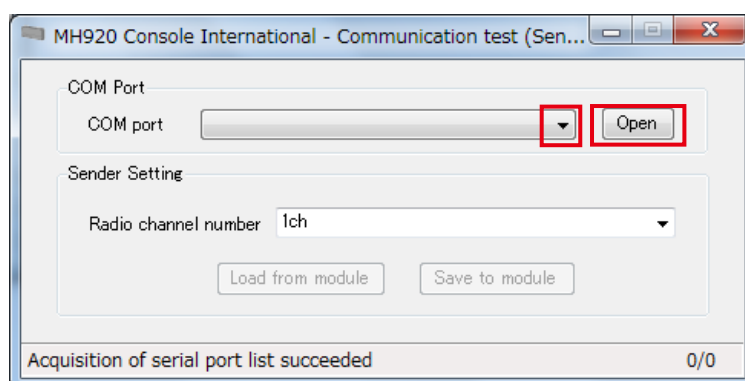 MH920 Console International - Communication test (Sen...
COM Port
COM port Open
Sender Setting
Radio channel number 1ch
Load from module Save to module
Acquisition of serial port list succeeded 0/0